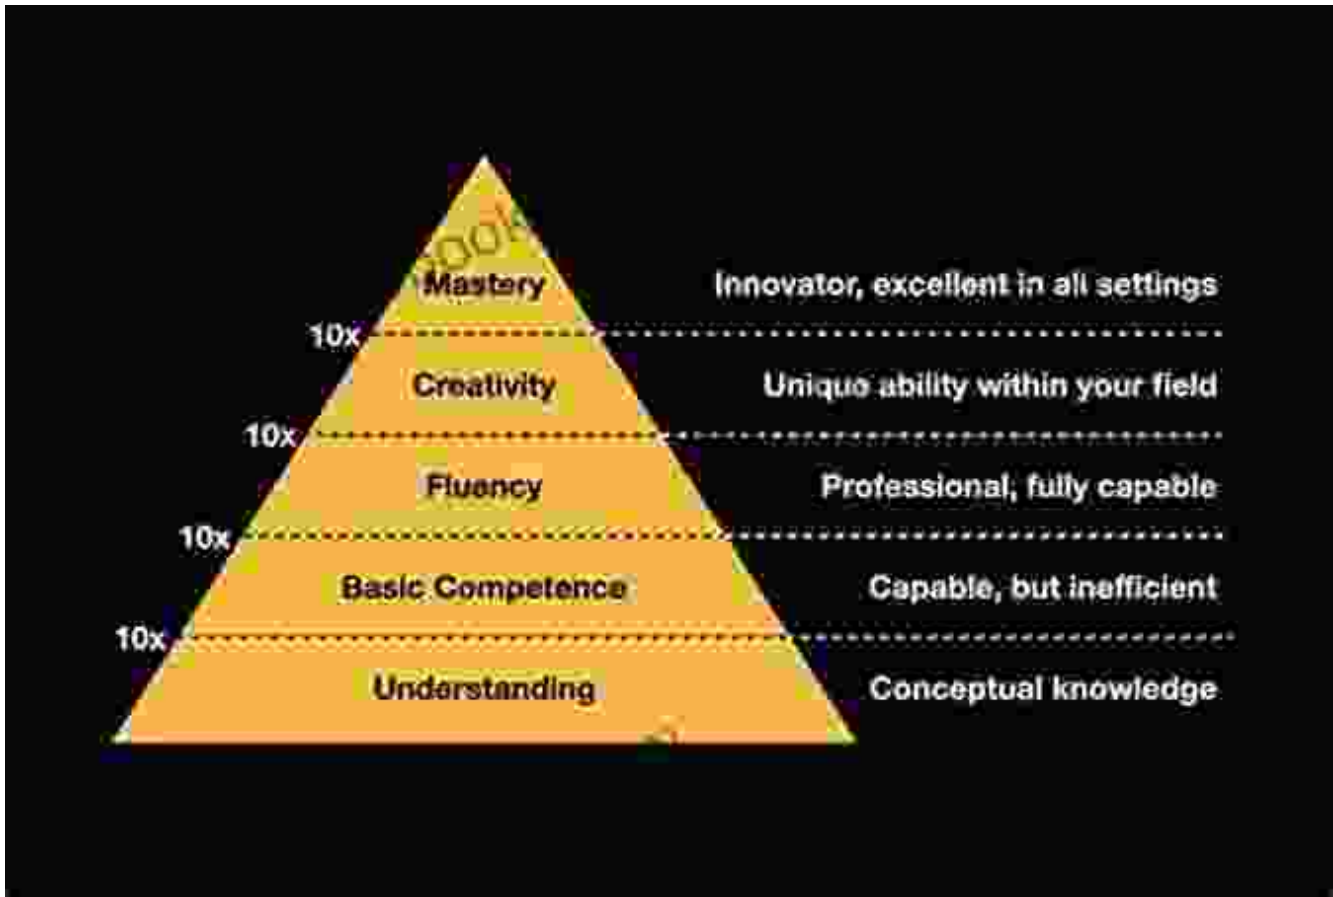 Mastery Innovator, excellent in all settings
10x
Creativity Unique ability within your field
10x
Fluency Professional, fully capable
10x
Basic Competence Capable, but inefficient
10x
Understanding Conceptual knowledge